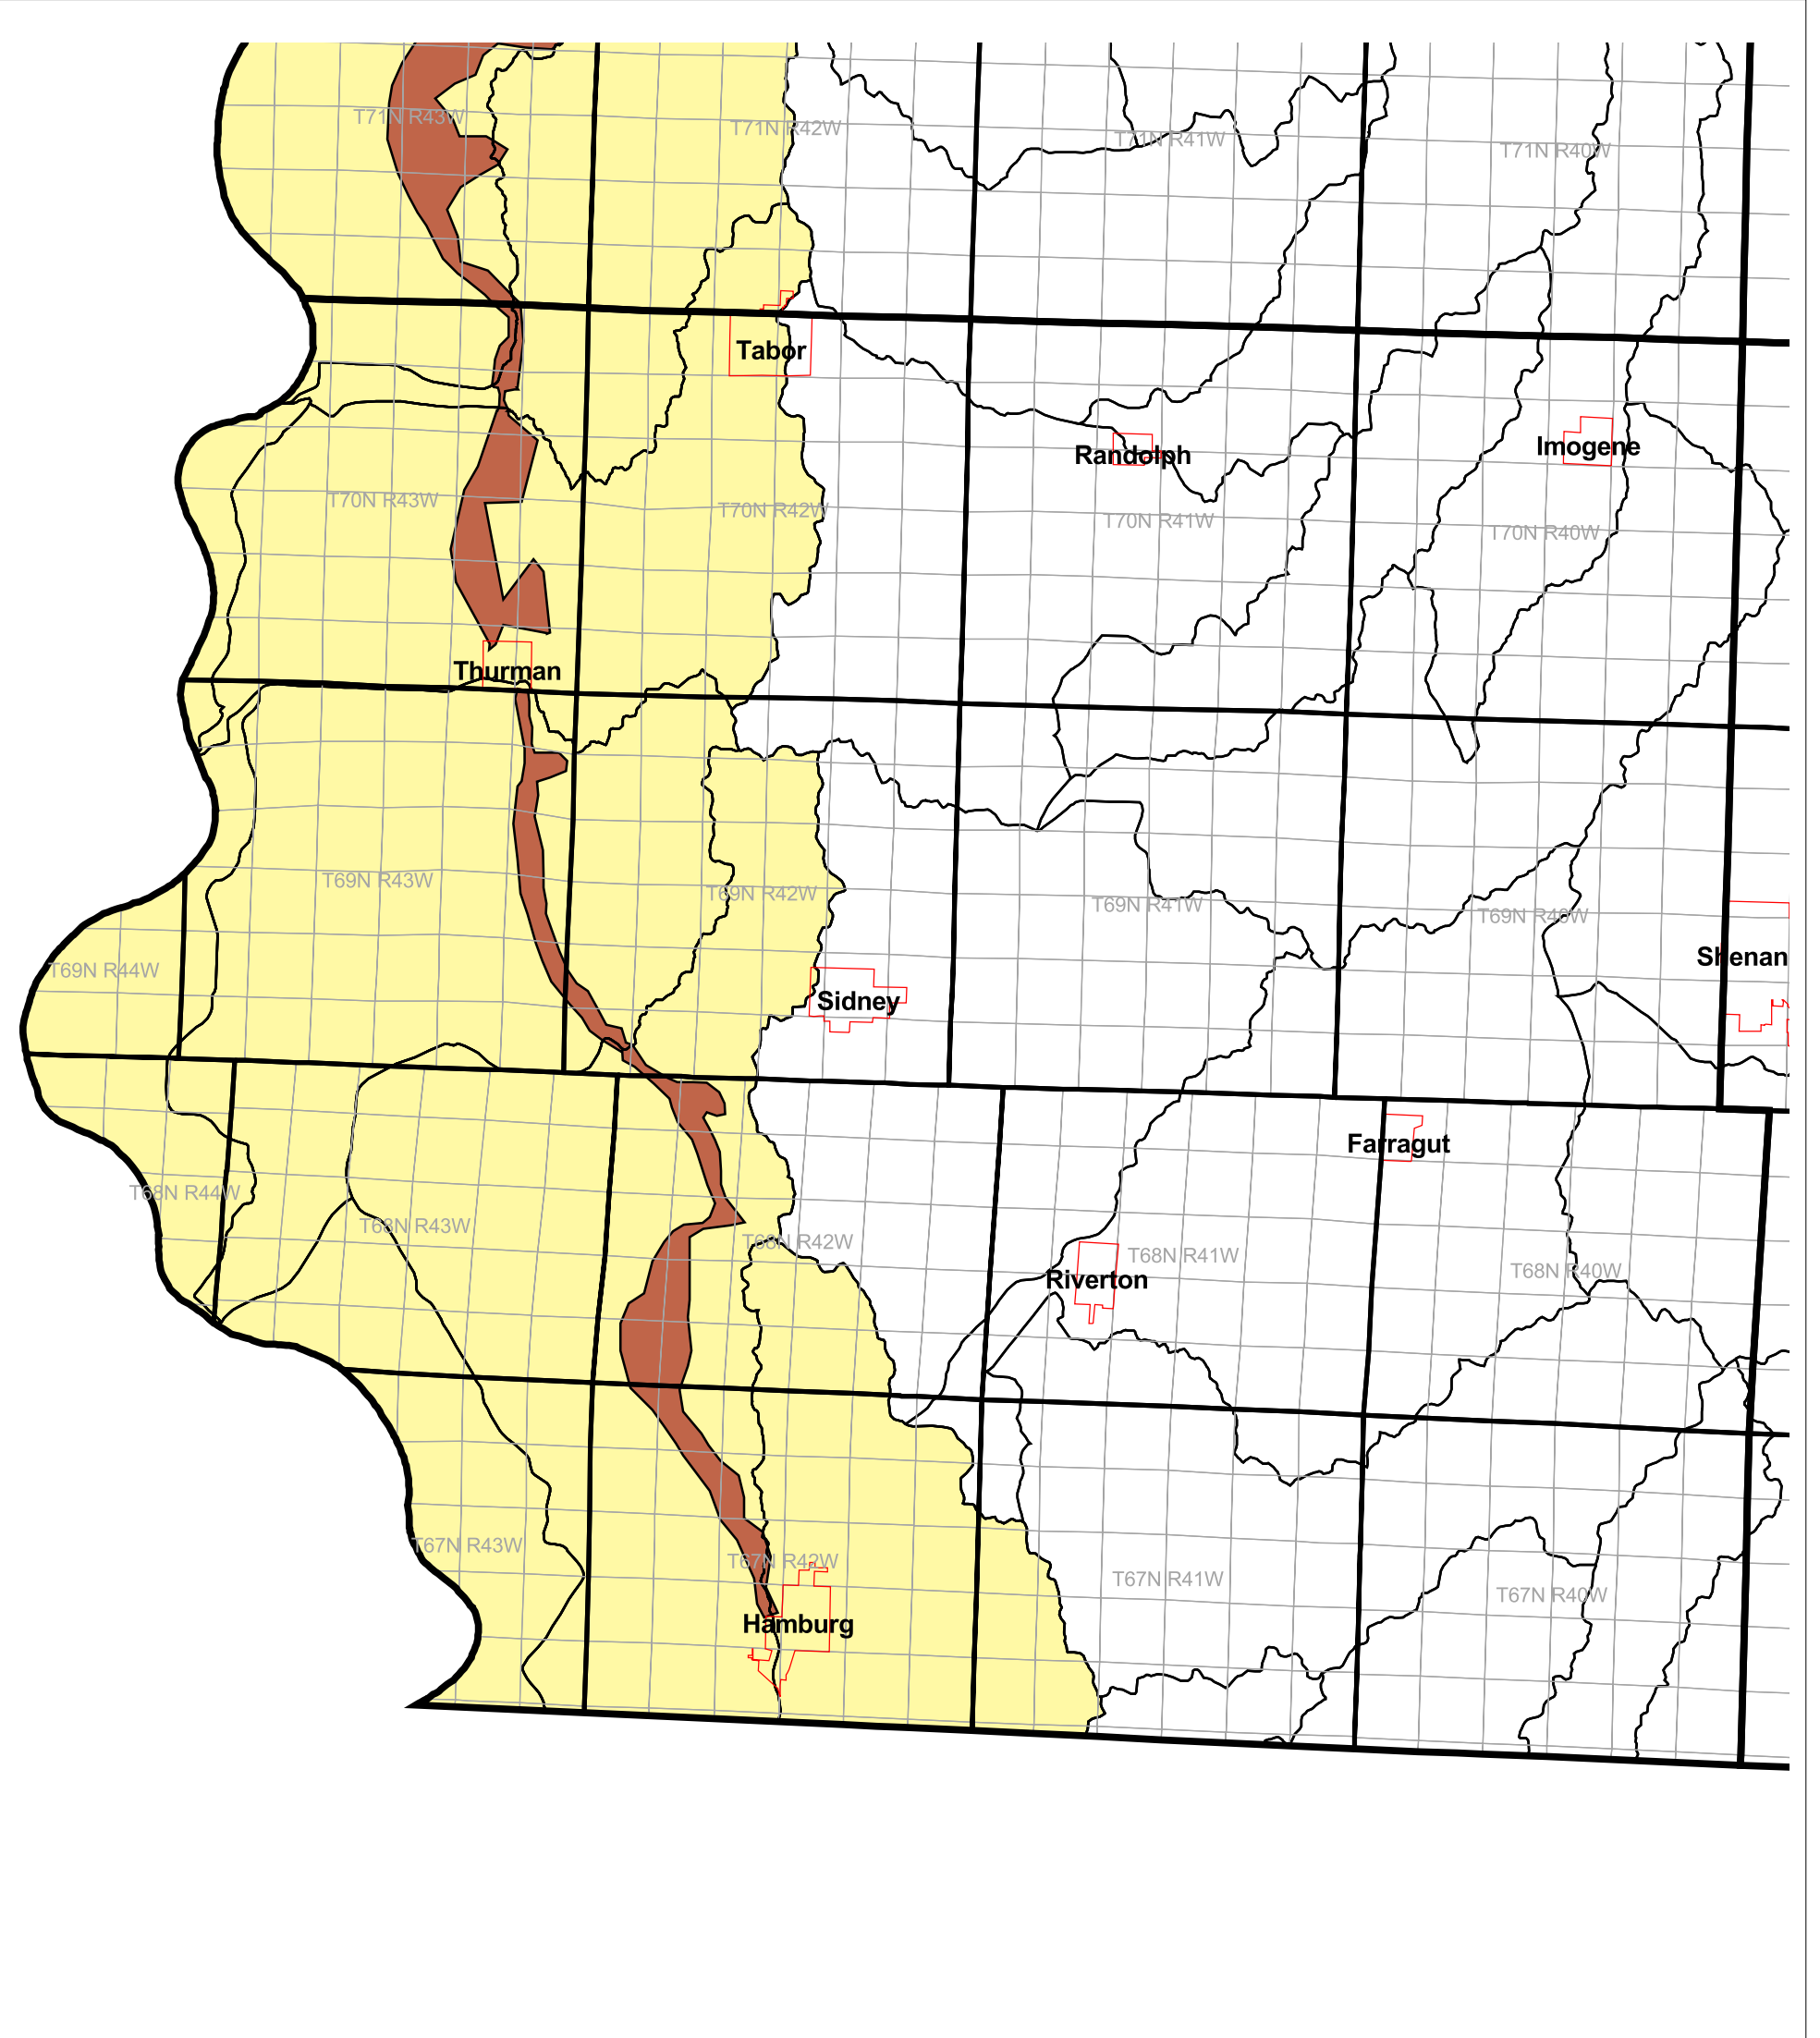 T71N R43W
T71N R42W
T71N R41W
T71N R40W
Tabor
Randolph
Imogene
T70N R43W
T70N R42W
T70N R41W
T70N R40W
Thurman
T69N R43W
T69N R42W
T69N R41W
T69N R40W
Shenan
T69N R44W
Sidney
Farragut
T68N R44W
T68N R43W
T68N R42W
T68N R41W
T68N R40W
Riverton
T67N R43W
T67N R42W
T67N R41W
T67N R40W
Hamburg